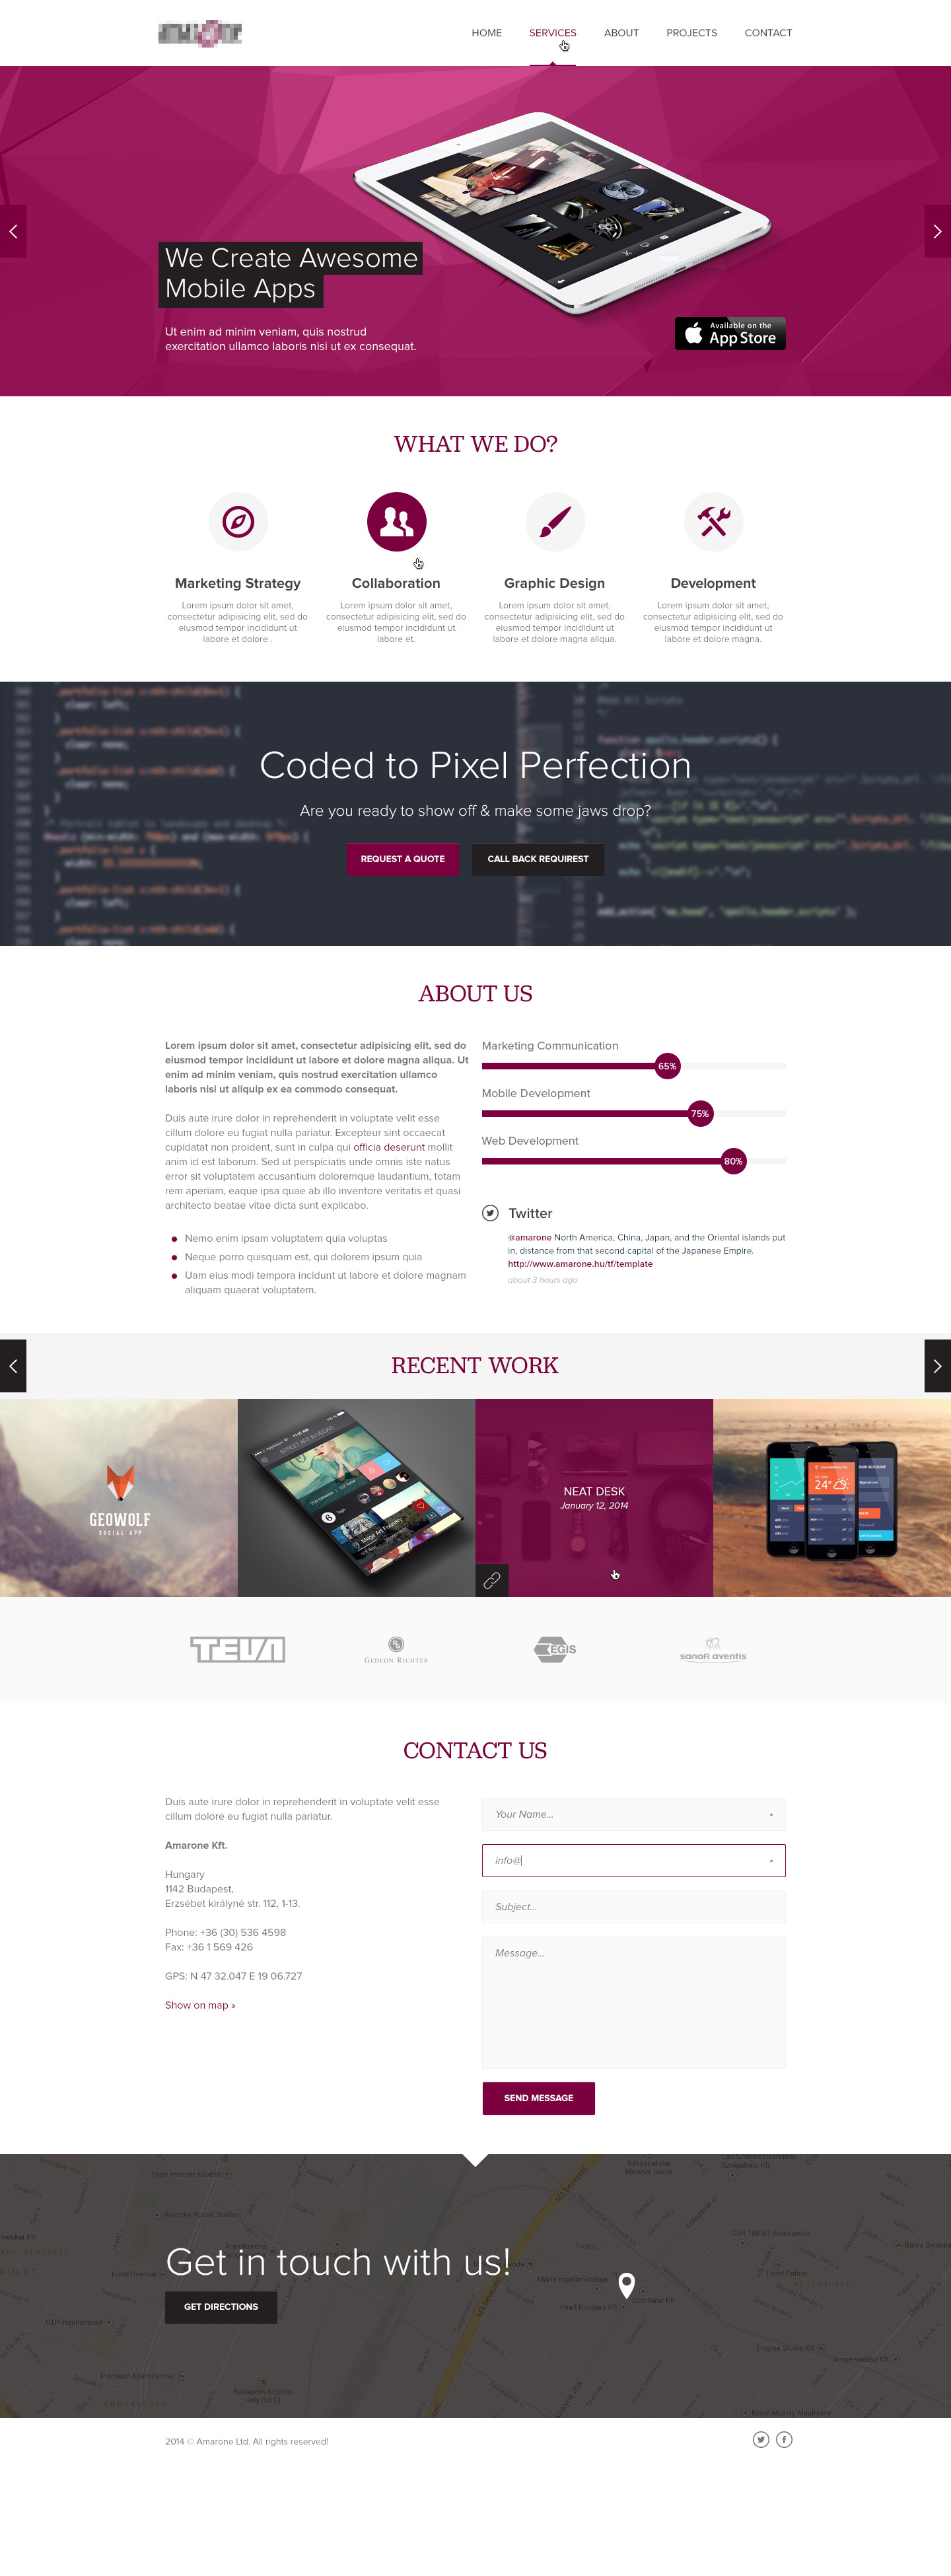 HOME SERVICES ABOUT PROJECTS CONTACT
We Create Awesome
Mobile Apps
Ut enim ad minim veniam, quis nostrud
exercitation ullamco laboris nisi ut ex consequat.
Available on the
App Store
WHAT WE DO?
Marketing Strategy
Lorem ipsum dolor sit amet,
consectetur adipisicing elit, sed do
eiusmod tempor incididunt ut
labore et dolore .
Collaboration
Lorem ipsum dolor sit amet,
consectetur adipisicing elit, sed do
eiusmod tempor incididunt ut
labore et.
Graphic Design
Lorem ipsum dolor sit amet,
consectetur adipisicing elit, sed do
eiusmod tempor incididunt ut
labore et dolore magna aliqua.
Development
Lorem ipsum dolor sit amet,
consectetur adipisicing elit, sed do
eiusmod tempor incididunt ut
labore et dolore magna.
Coded to Pixel Perfection
Are you ready to show off & make some jaws drop?
REQUEST A QUOTE
CALL BACK REQUIREST
ABOUT US
Lorem ipsum dolor sit amet, consectetur adipisicing elit, sed do
eiusmod tempor incididunt ut labore et dolore magna aliqua. Ut
enim ad minim veniam, quis nostrud exercitation ullamco
laboris nisi ut aliquip ex ea commodo consequat.
Duis aute irure dolor in reprehenderit in voluptate velit esse
cillum dolore eu fugiat nulla pariatur. Excepteur sint occaecat
cupidatat non proident, sunt in culpa qui officia deserunt mollit
anim id est laborum. Sed ut perspiciatis unde omnis iste natus
error sit voluptatem accusantium doloremque laudantium, totam
rem aperiam, eaque ipsa quae ab illo inventore veritatis et quasi
architecto beatae vitae dicta sunt explicabo.
Nemo enim ipsam voluptatem quia voluptas
Neque porro quisquam est, qui dolorem ipsum quia
Uam eius modi tempora incidunt ut labore et dolore magnam
aliquam quaerat voluptatem.
Marketing Communication
65%
Mobile Development
75%
Web Development
80%
Twitter
@amarone North America, China, Japan, and the Oriental islands put
in, distance from that second capital of the Japanese Empire.
http://www.amarone.hu/tf/template
about 3 hours ago
RECENT WORK
GEOWOLF
SOCIAL APP
STREET ART IN VEGAS
NEAT DESK
January 12, 2014
24°
TEVA
GEDEON RICHTER
EGIS
sanofi aventis
CONTACT US
Duis aute irure dolor in reprehenderit in voluptate velit esse
cillum dolore eu fugiat nulla pariatur.
Amarone Kft.
Hungary
1142 Budapest,
Erzsébet királyné str. 112, 1-13.
Phone: +36 (30) 536 4598
Fax: +36 1 569 426
GPS: N 47 32.047 E 19 06.727
Show on map »
Your Name... *
info@ *
Subject...
Message...
SEND MESSAGE
Get in touch with us!
GET DIRECTIONS
2014 © Amarone Ltd. All rights reserved!